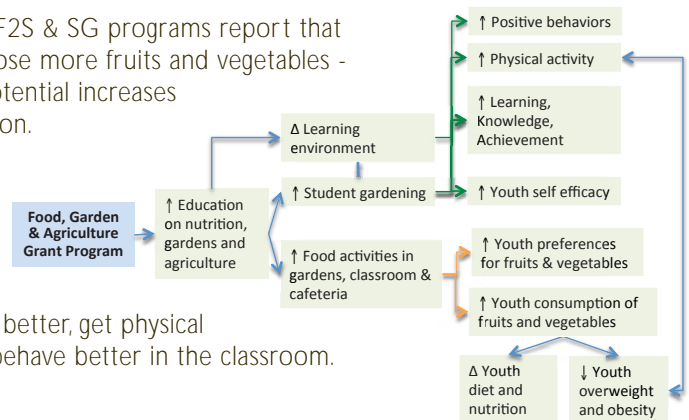 F2S & SG programs report that
ose more fruits and vegetables -
otential increases
on.
↑ Positive behaviors
↑ Physical activity
↑ Learning,
Knowledge,
Achievement
↑ Youth self efficacy
Δ Learning
environment
↑ Student gardening
Food, Garden
& Agriculture
Grant Program
↑ Education
on nutrition,
gardens and
agriculture
↑ Food activities in
gardens, classroom &
cafeteria
↑ Youth preferences
for fruits & vegetables
↑ Youth consumption of
fruits and vegetables
better, get physical
behave better in the classroom.
Δ Youth
diet and
nutrition
↓ Youth
overweight
and obesity